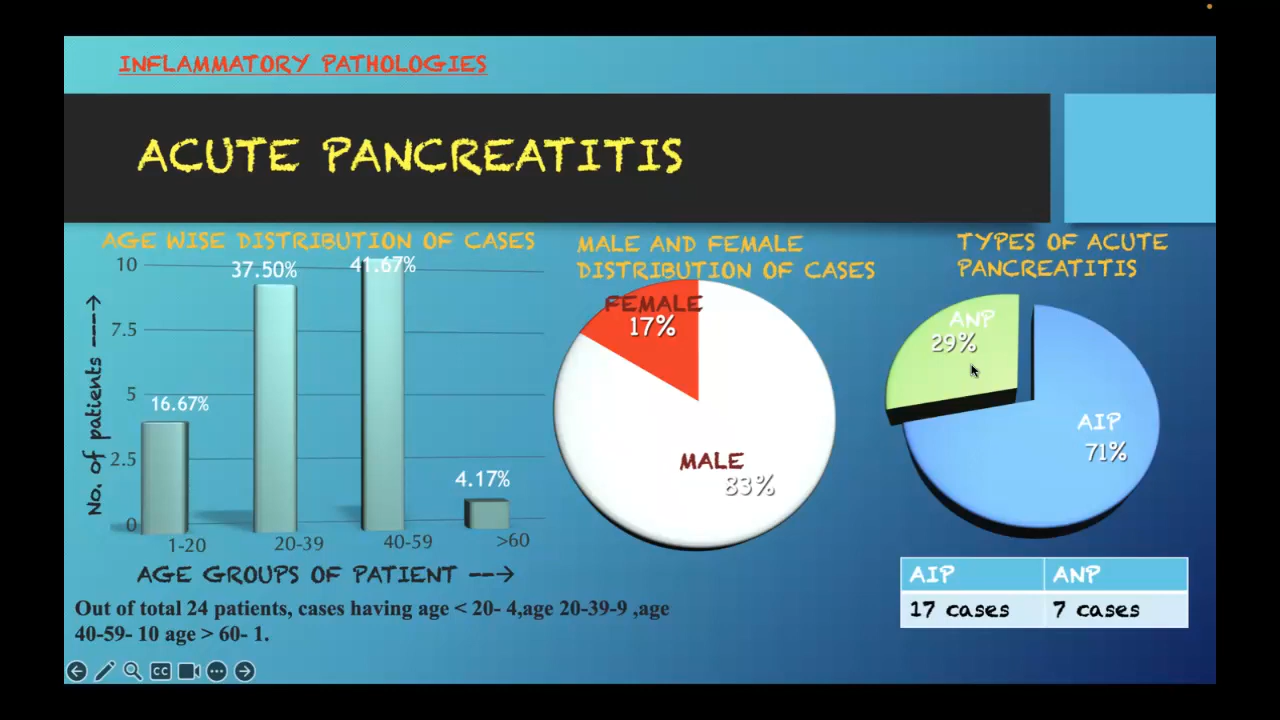 INFLAMMATORY PATHOLOGIES
ACUTE PANCREATITIS
AGE WISE DISTRIBUTION OF CASES
10
7.5
5
2.5
0
No. of patients ---->
16.67%
37.50%
41.67%
4.17%
1-20
20-39
40-59
>60
AGE GROUPS OF PATIENT -->
Out of total 24 patients, cases having age < 20- 4,age 20-39-9 ,age
40-59- 10 age > 60- 1.
MALE AND FEMALE
DISTRIBUTION OF CASES
FEMALE
17%
MALE
83%
TYPES OF ACUTE
PANCREATITIS
ANP
29%
AIP
71%
AIP ANP
17 cases 7 cases
CC